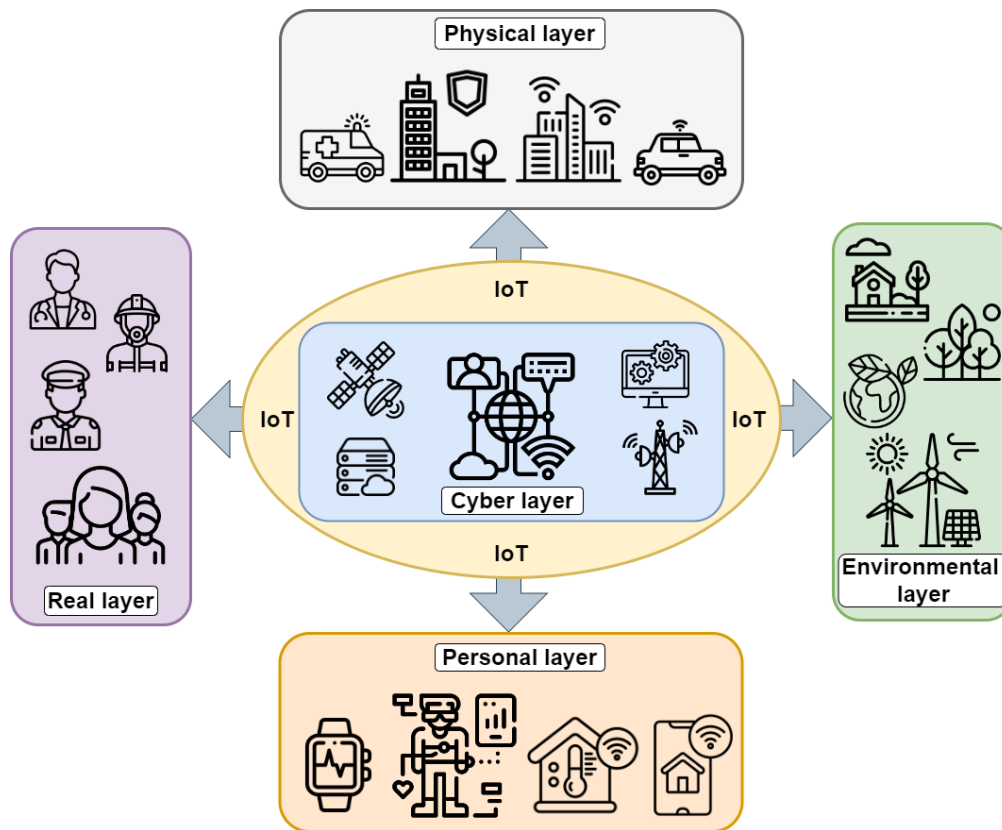 Physical layer
IoT
IoT
IoT
Cyber layer
IoT
Real layer
Environmental
layer
Personal layer